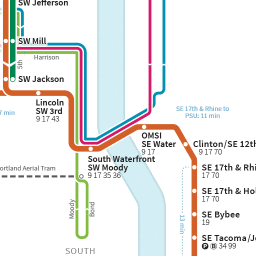 SW Jefferson
SW Mill
Harrison
5th
SW Jackson
Lincoln
SW 3rd
9 17 43
min
SW 17th & Rhine to
PSU: 11 min
OMSI
SE Water
9 17
Clinton/SE 12th
9 17 70
South Waterfront
SW Moody
9 17 35 36
SE 17th & Rhi
17 70
ortland Aerial Tram
SE 17th & Hol
17 70
Moody
Bond
13 min
SE Bybee
19
SE Tacoma/Jo
P B 34 99
SOUTH